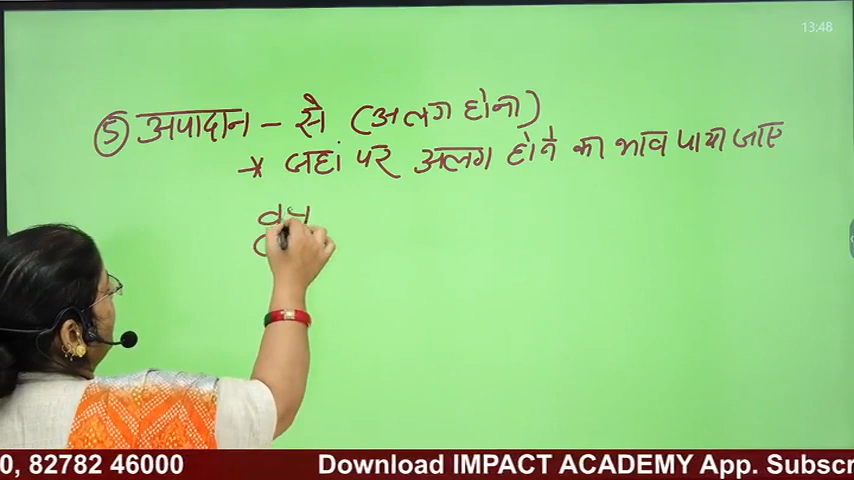 13:48
⑤ अपादान - से (अलग होना)
* जहां पर अलग होने का भाव पाया जाए
0, 82782 46000 Download IMPACT ACADEMY App. Subscr